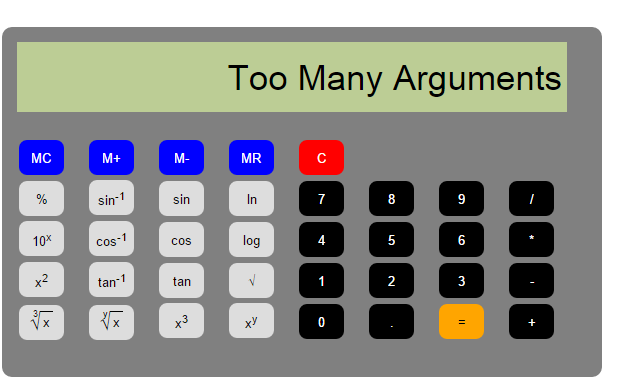 Too Many Arguments
MC M+ M- MR C
% sin⁻¹ sin ln 7 8 9 /
10ˣ cos⁻¹ cos log 4 5 6 *
x² tan⁻¹ tan √ 1 2 3 -
∛x ʸ√x x³ xʸ 0 . = +